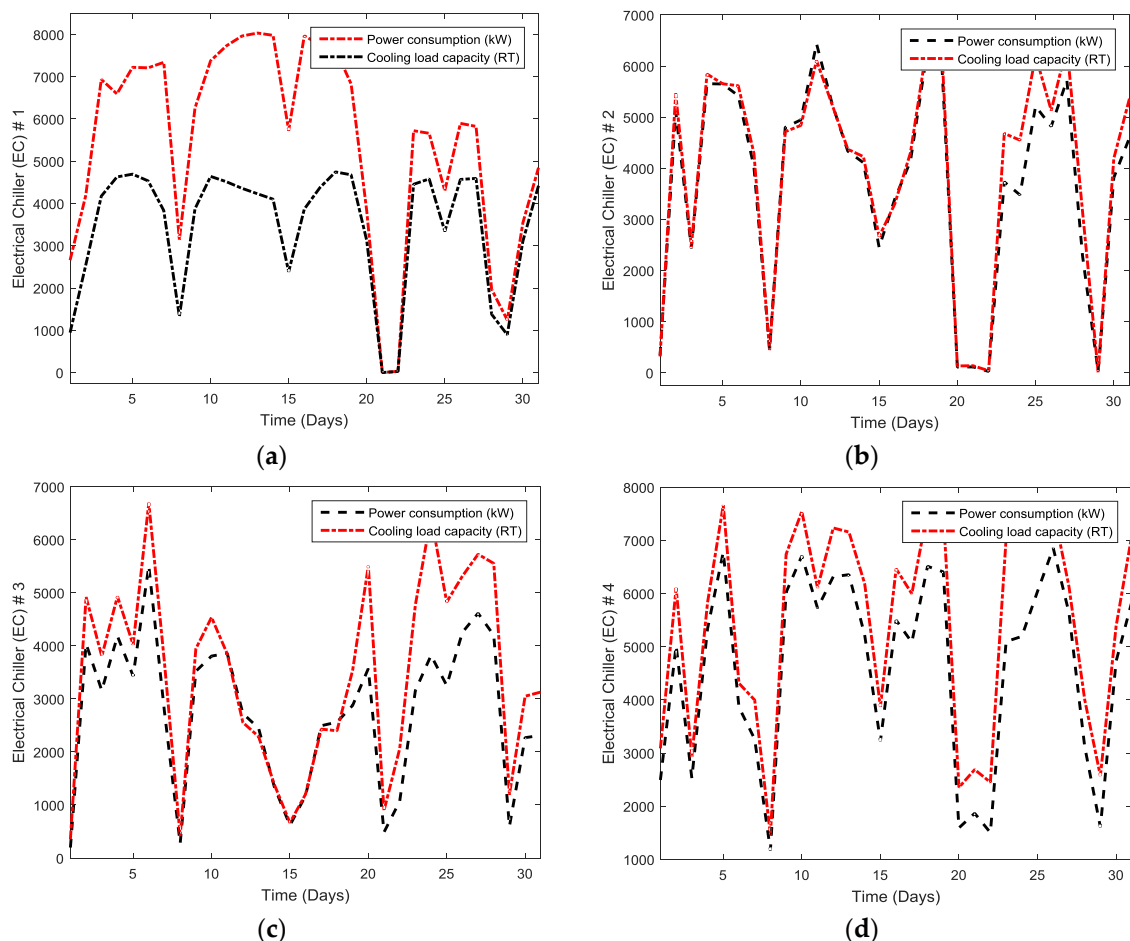 8000
7000
6000
5000
4000
3000
2000
1000
0
Electrical Chiller (EC) # 1
Power consumption (kW)
Cooling load capacity (RT)
5 10 15 20 25 30
Time (Days)
(a)
7000
6000
5000
4000
3000
2000
1000
0
Electrical Chiller (EC) # 2
Power consumption (kW)
Cooling load capacity (RT)
5 10 15 20 25 30
Time (Days)
(b)
7000
6000
5000
4000
3000
2000
1000
0
Electrical Chiller (EC) # 3
Power consumption (kW)
Cooling load capacity (RT)
5 10 15 20 25 30
Time (Days)
(c)
8000
7000
6000
5000
4000
3000
2000
1000
Electrical Chiller (EC) # 4
Power consumption (kW)
Cooling load capacity (RT)
5 10 15 20 25 30
Time (Days)
(d)